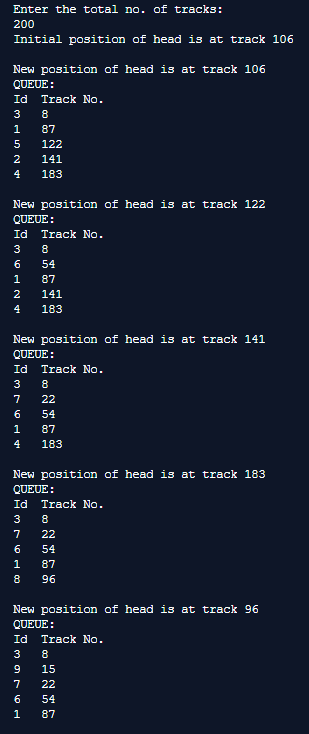 Enter the total no. of tracks:
200
Initial position of head is at track 106
New position of head is at track 106
QUEUE:
Id Track No.
3 8
1 87
5 122
2 141
4 183
New position of head is at track 122
QUEUE:
Id Track No.
3 8
6 54
1 87
2 141
4 183
New position of head is at track 141
QUEUE:
Id Track No.
3 8
7 22
6 54
1 87
4 183
New position of head is at track 183
QUEUE:
Id Track No.
3 8
7 22
6 54
1 87
8 96
New position of head is at track 96
QUEUE:
Id Track No.
3 8
9 15
7 22
6 54
1 87